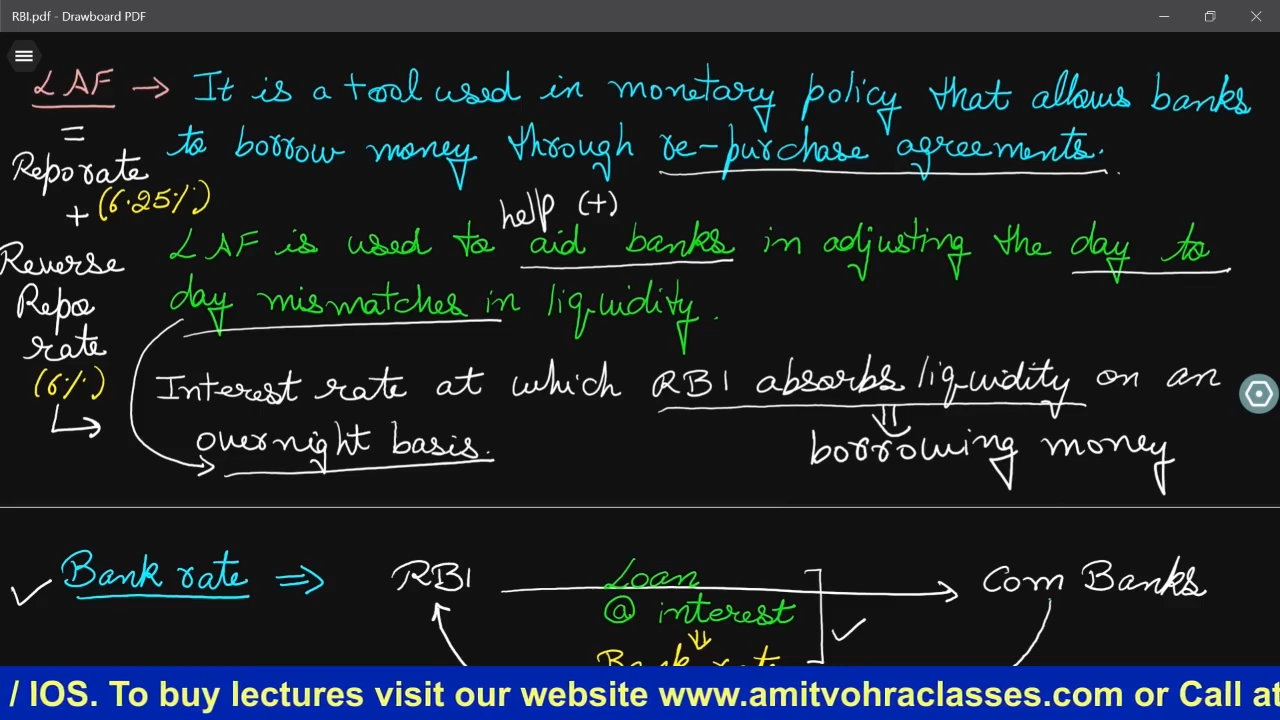 RBI.pdf - Drawboard PDF
LAF → It is a tool used in monetary policy that allows banks
to borrow money through re-purchase agreements.
=
Repo rate
+ (6.25%)
Reverse
Repo
rate
(6%)
help (+)
LAF is used to aid banks in adjusting the day to
day mismatches in liquidity.
Interest rate at which RBI absorbs liquidity on an
overnight basis.
borrowing money
Bank rate ⇒ RBI Loan Com Banks
@ interest
Bank rate
/ IOS. To buy lectures visit our website www.amitvohraclasses.com or Call at